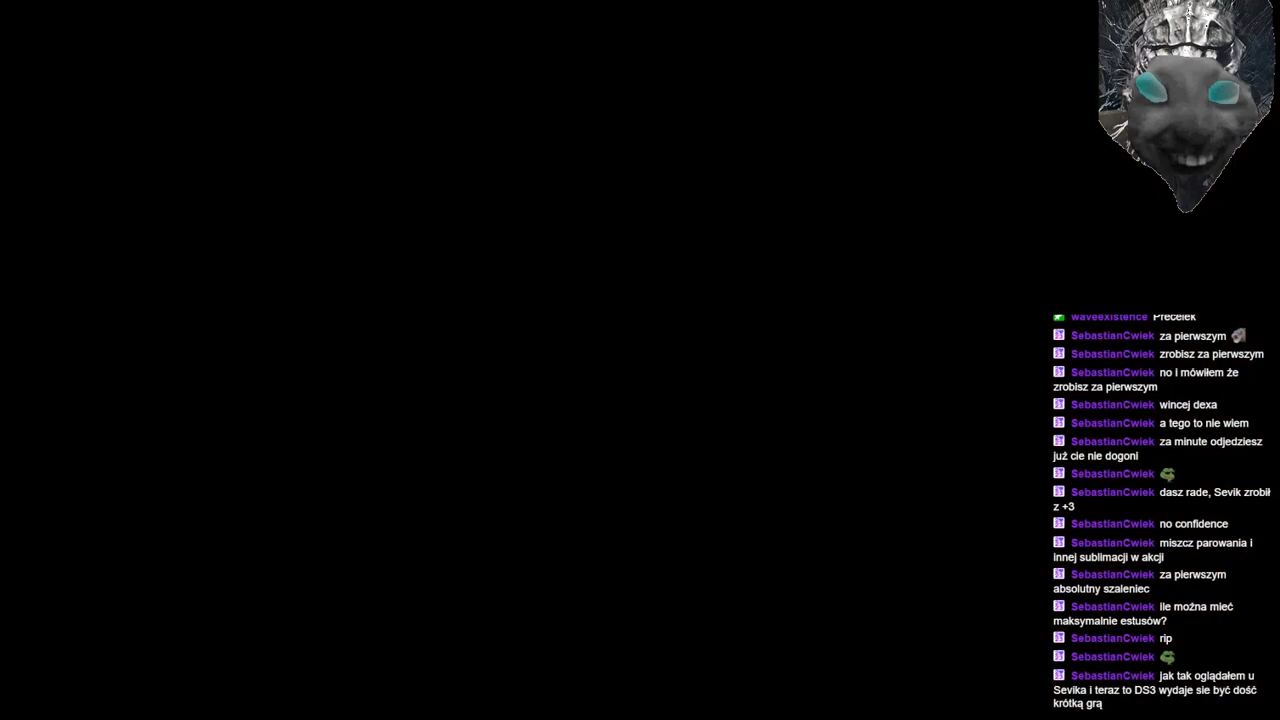 waveexistence Precelek
SebastianCwiek za pierwszym
SebastianCwiek zrobisz za pierwszym
SebastianCwiek no i mówiłem że
zrobisz za pierwszym
SebastianCwiek wincej dexa
SebastianCwiek a tego to nie wiem
SebastianCwiek za minute odjedziesz
już cie nie dogoni
SebastianCwiek
SebastianCwiek dasz rade, Sevik zrobił
z +3
SebastianCwiek no confidence
SebastianCwiek miszcz parowania i
innej sublimacji w akcji
SebastianCwiek za pierwszym
absolutny szaleniec
SebastianCwiek ile można mieć
maksymalnie estusów?
SebastianCwiek rip
SebastianCwiek
SebastianCwiek jak tak oglądałem u
Sevika i teraz to DS3 wydaje sie być dość
krótką grą